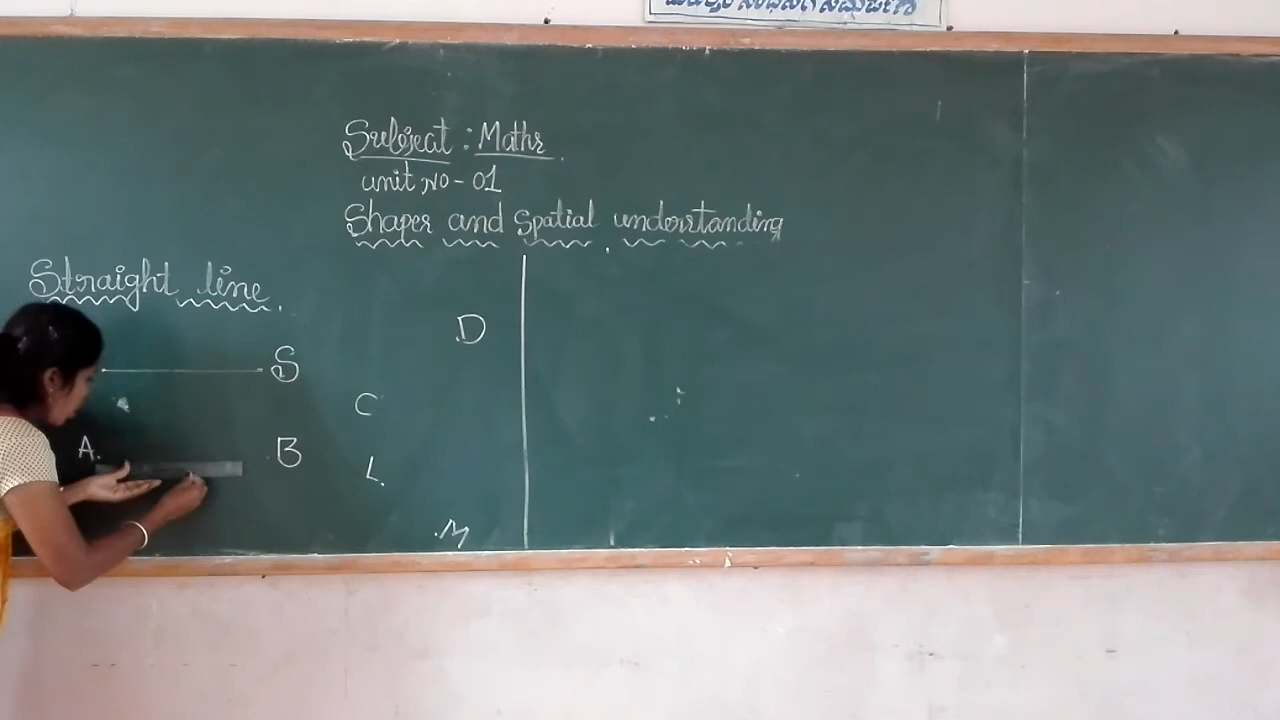 Subject : Maths
unit NO - 01
Shapes and Spatial understanding
Straight line.
S
D
C
A.
B
L
M